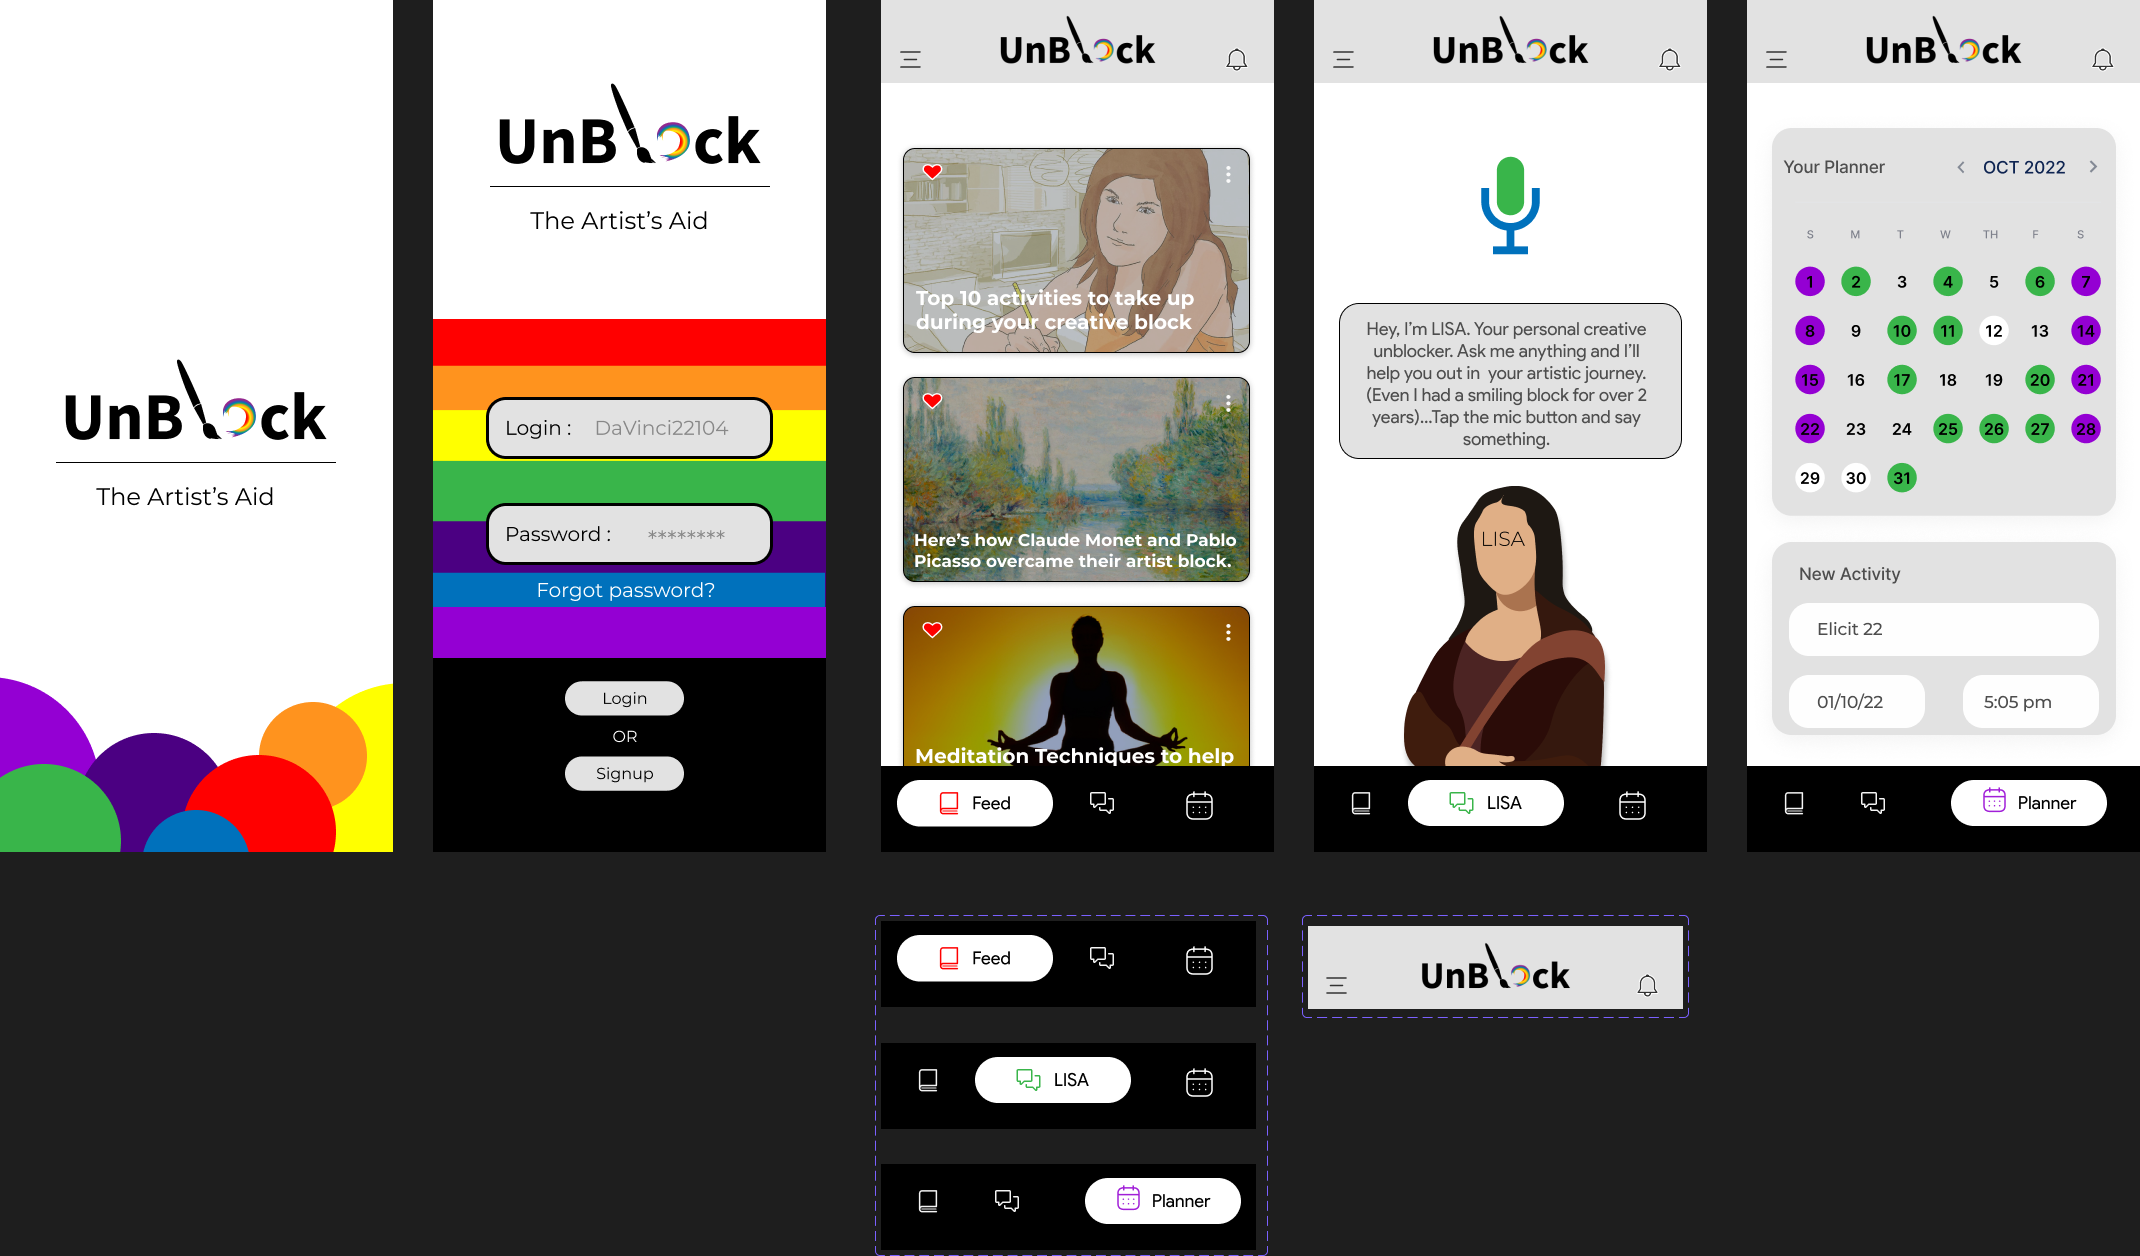 UnBlock
The Artist's Aid
UnBlock
The Artist's Aid
Login : DaVinci22104
Password : ********
Forgot password?
Login
OR
Signup
UnBlock
Top 10 activities to take up
during your creative block
Here's how Claude Monet and Pablo
Picasso overcame their artist block.
Meditation Techniques to help
Feed
UnBlock
Hey, I'm LISA. Your personal creative
unblocker. Ask me anything and I'll
help you out in your artistic journey.
(Even I had a smiling block for over 2
years)...Tap the mic button and say
something.
LISA
LISA
UnBlock
Your Planner < OCT 2022 >
S M T W TH F S
1 2 3 4 5 6 7
8 9 10 11 12 13 14
15 16 17 18 19 20 21
22 23 24 25 26 27 28
29 30 31
New Activity
Elicit 22
01/10/22 5:05 pm
Planner
Feed
LISA
Planner
UnBlock